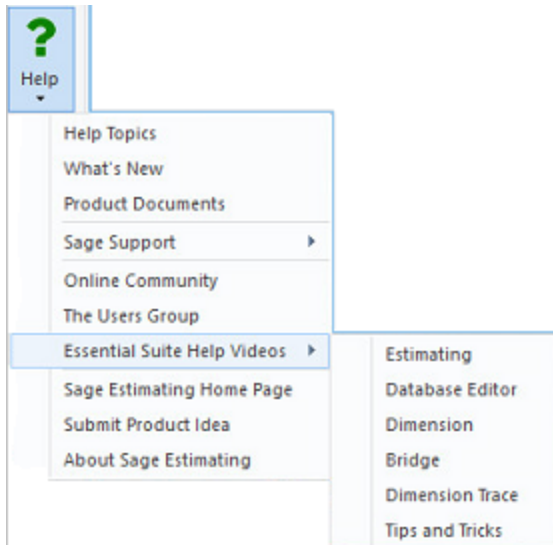 ?
Help
Help Topics
What's New
Product Documents
Sage Support
Online Community
The Users Group
Essential Suite Help Videos
Sage Estimating Home Page
Submit Product Idea
About Sage Estimating
Estimating
Database Editor
Dimension
Bridge
Dimension Trace
Tips and Tricks